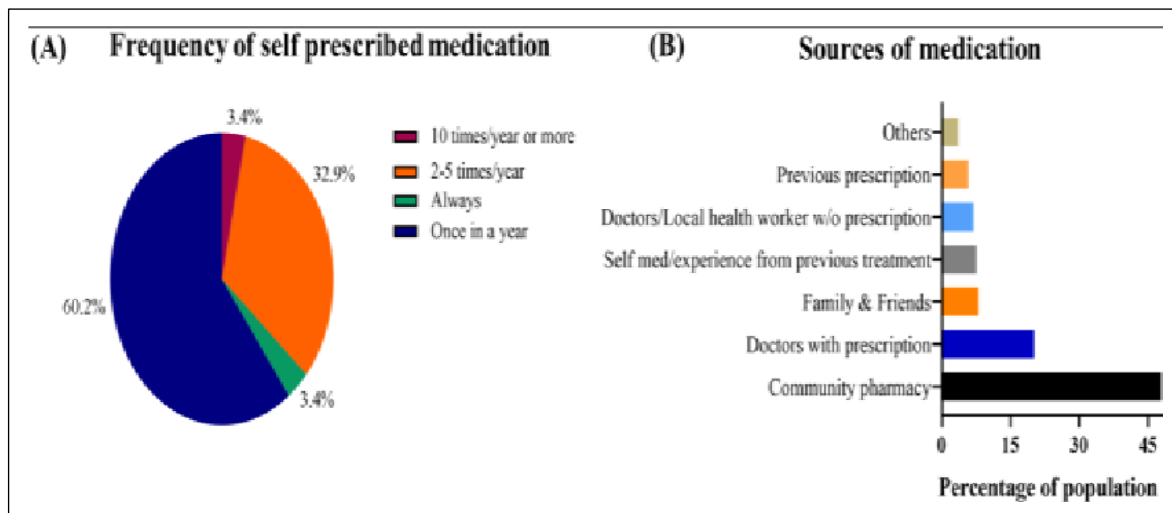 (A) Frequency of self prescribed medication
3.4%
32.9%
3.4%
60.2%
10 times/year or more
2-5 times/year
Always
Once in a year
(B) Sources of medication
Others
Previous prescription
Doctors/Local health worker w/o prescription
Self med/experience from previous treatment
Family & Friends
Doctors with prescription
Community pharmacy
0 15 30 45
Percentage of population